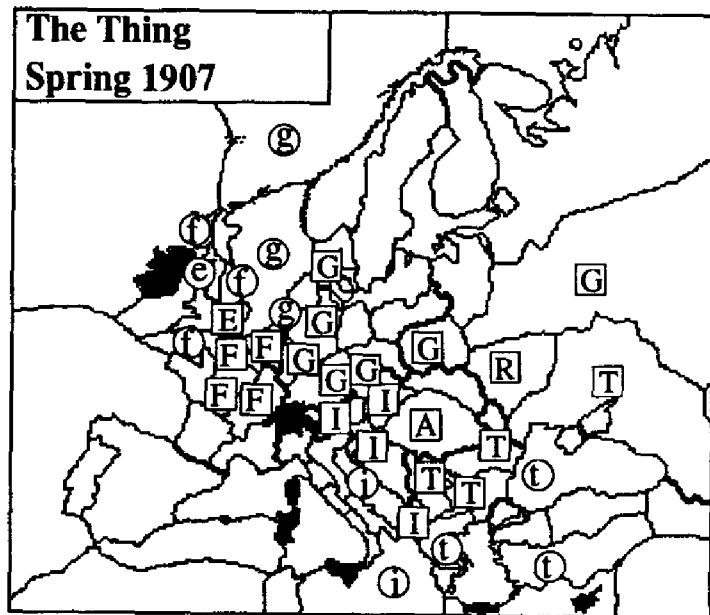 The Thing
Spring 1907
g
f
g G
e f G
E g G
f F F G G
G G R T
F F I
I A
I T
i T T t
I
t t
i